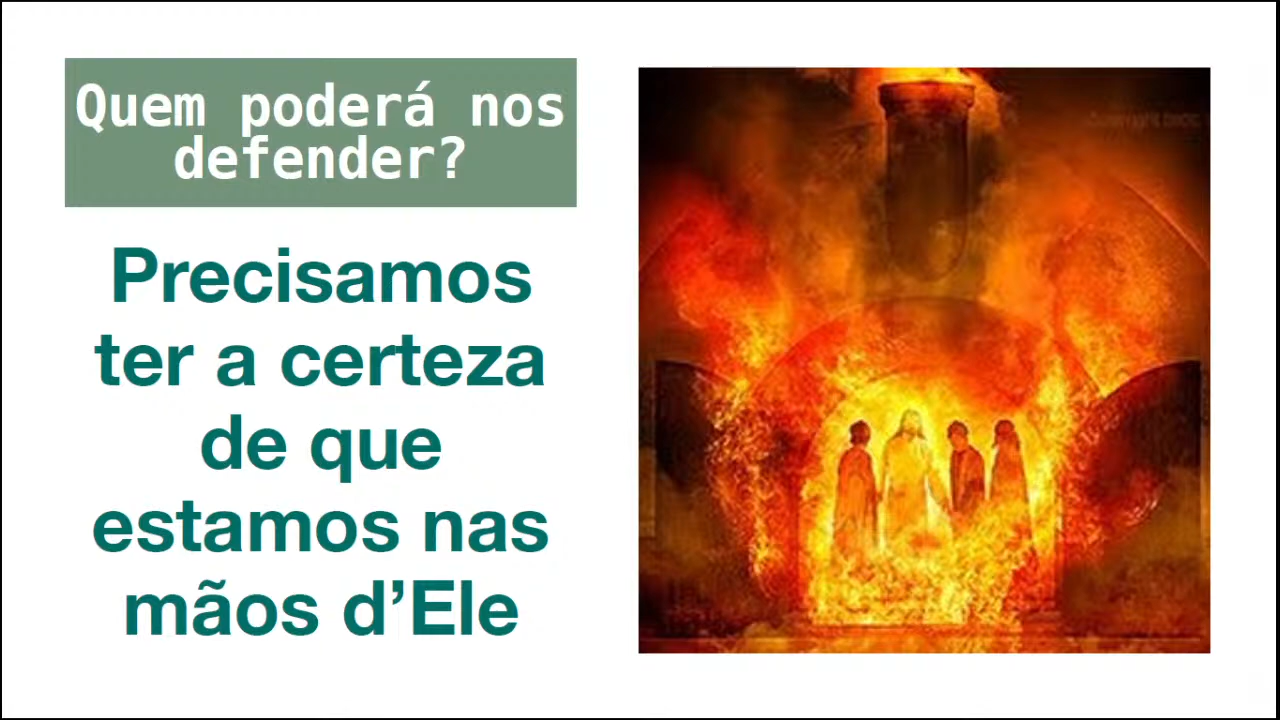 Quem poderá nos
defender?
Precisamos
ter a certeza
de que
estamos nas
mãos d’Ele